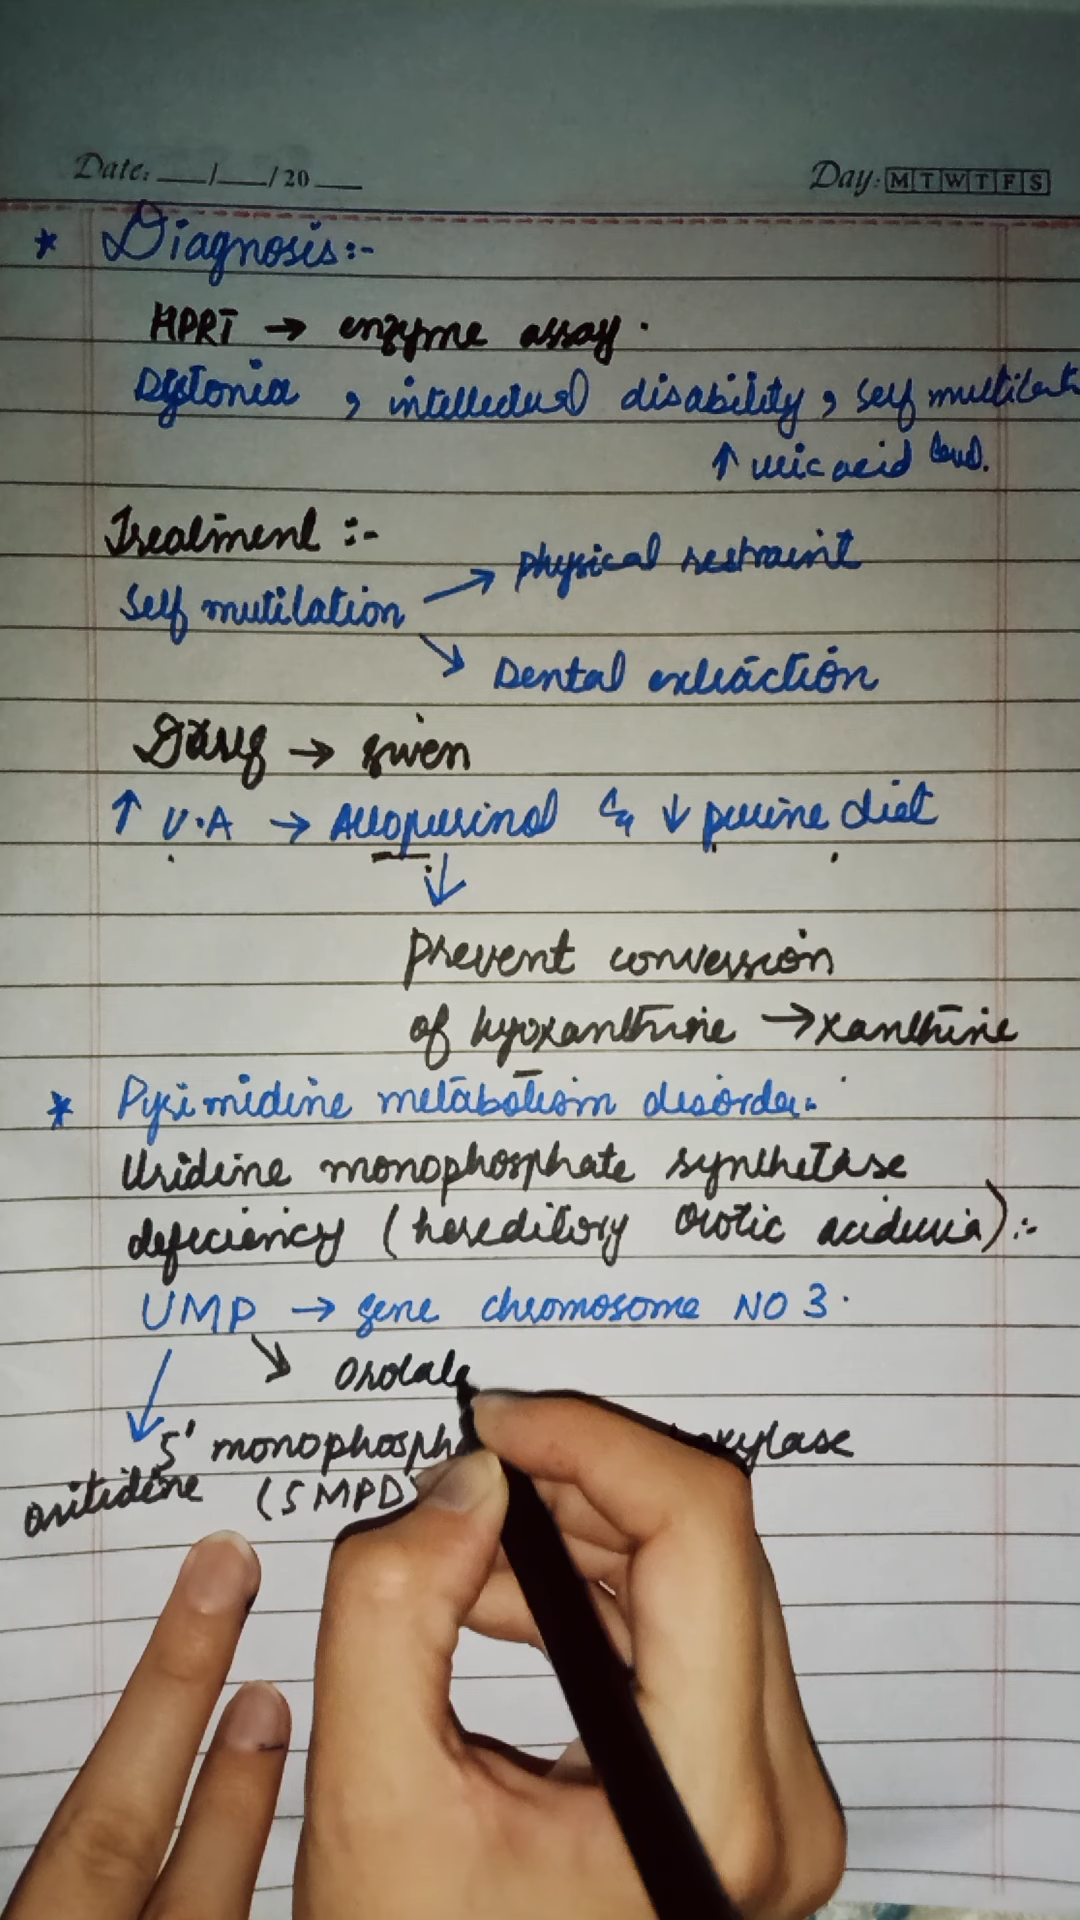 Date: ___/___/20___ Day: M T W T F S
* Diagnosis:-
HPRT → enzyme assay.
Dystonia, intellectual disability, self
↑ uric acid level.
Treatment :-
→ physical restraint
Self mutilation
↘ Dental extraction
Drug → given
↑ U.A → Allopurinol & ↓ purine diet
↓
Prevent conversion
of hypoxanthine → xanthine
* Pyrimidine metabolism disorder:
Uridine monophosphate synthetase
deficiency (hereditory Orotic aciduria):-
UMP → gene chromosome NO 3.
↘ Orotate
↓ 5' monophosph
oritidine (5MPD)